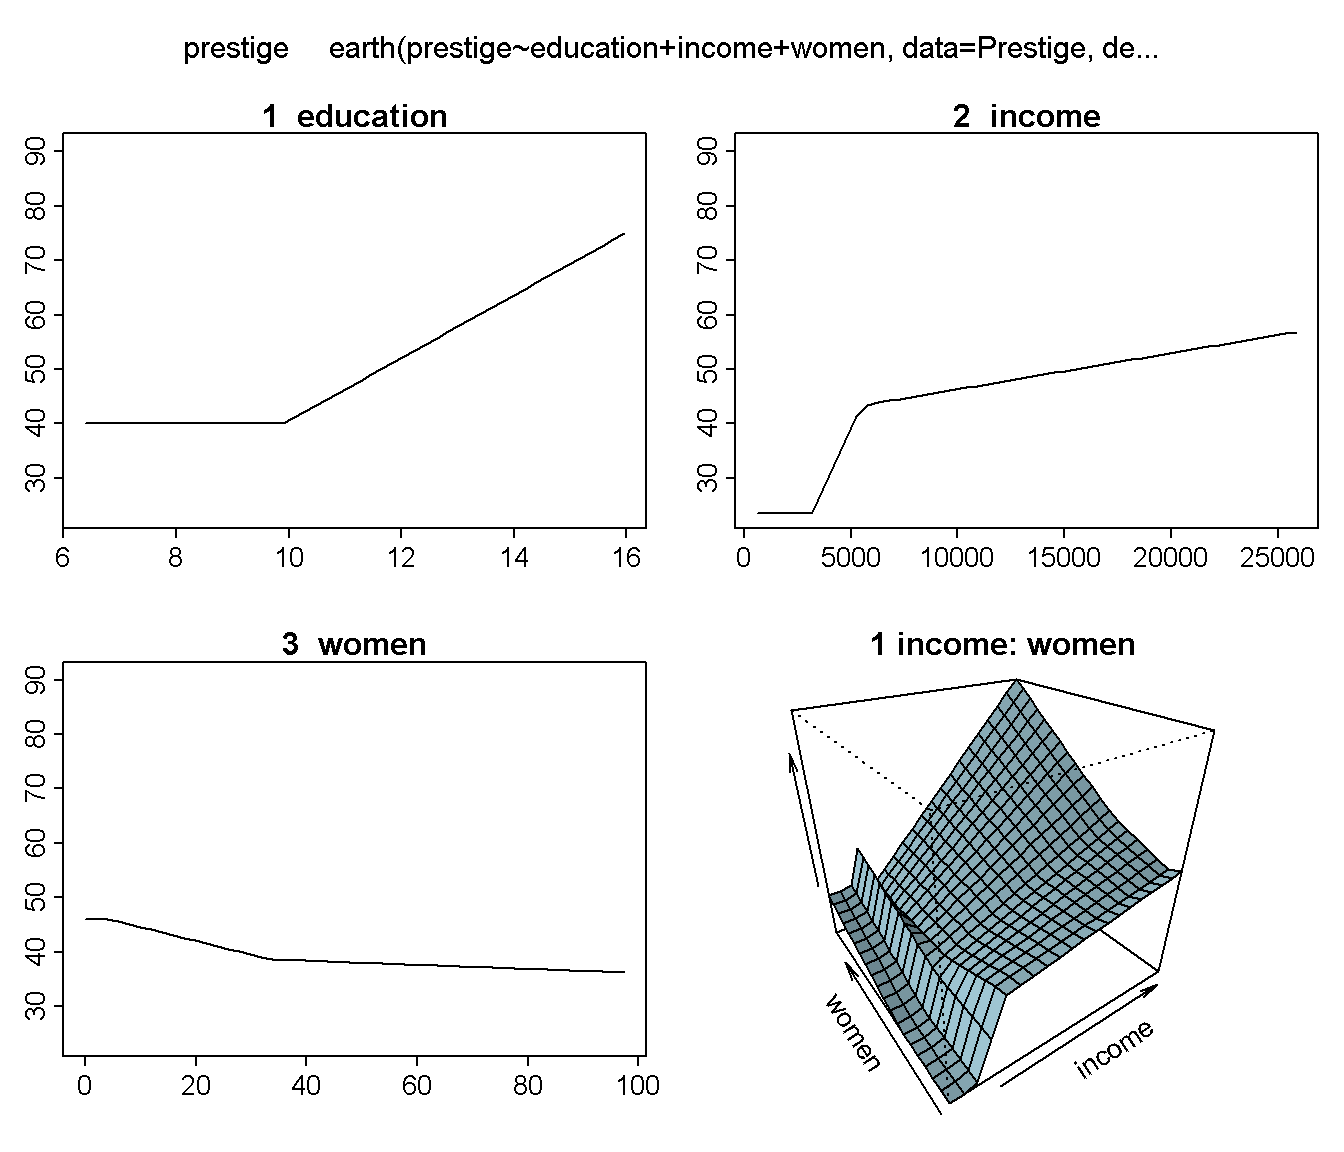 prestige earth(prestige~education+income+women, data=Prestige, de...
1 education
90
80
70
60
50
40
30
6 8 10 12 14 16
2 income
90
80
70
60
50
40
30
0 5000 10000 15000 20000 25000
3 women
90
80
70
60
50
40
30
0 20 40 60 80 100
1 income: women
women
income